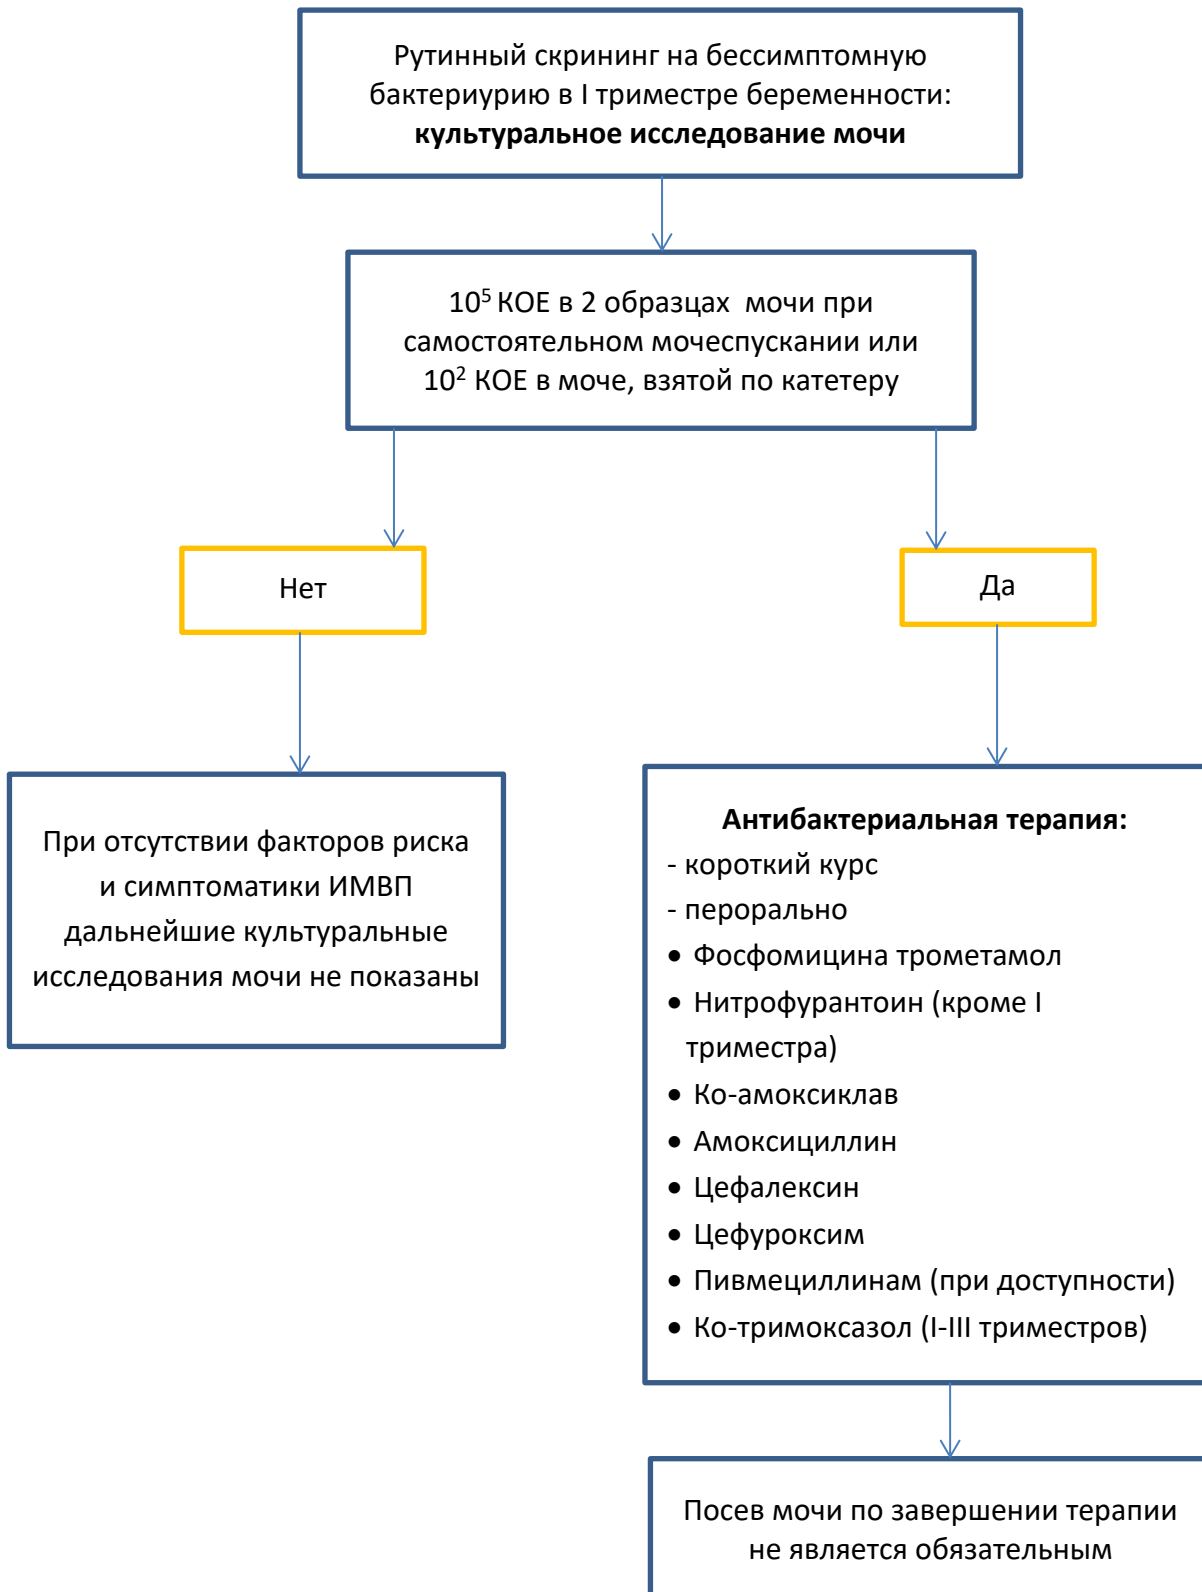 Рутинный скрининг на бессимптомную
бактериурию в I триместре беременности:
культуральное исследование мочи
10⁵ КОЕ в 2 образцах мочи при
самостоятельном мочеспускании или
10² КОЕ в моче, взятой по катетеру
Нет
Да
При отсутствии факторов риска
и симптоматики ИМВП
дальнейшие культуральные
исследования мочи не показаны
Антибактериальная терапия:
- короткий курс
- перорально
• Фосфомицина трометамол
• Нитрофурантоин (кроме I
триместра)
• Ко-амоксиклав
• Амоксициллин
• Цефалексин
• Цефуроксим
• Пивмециллинам (при доступности)
• Ко-тримоксазол (I-III триместров)
Посев мочи по завершении терапии
не является обязательным